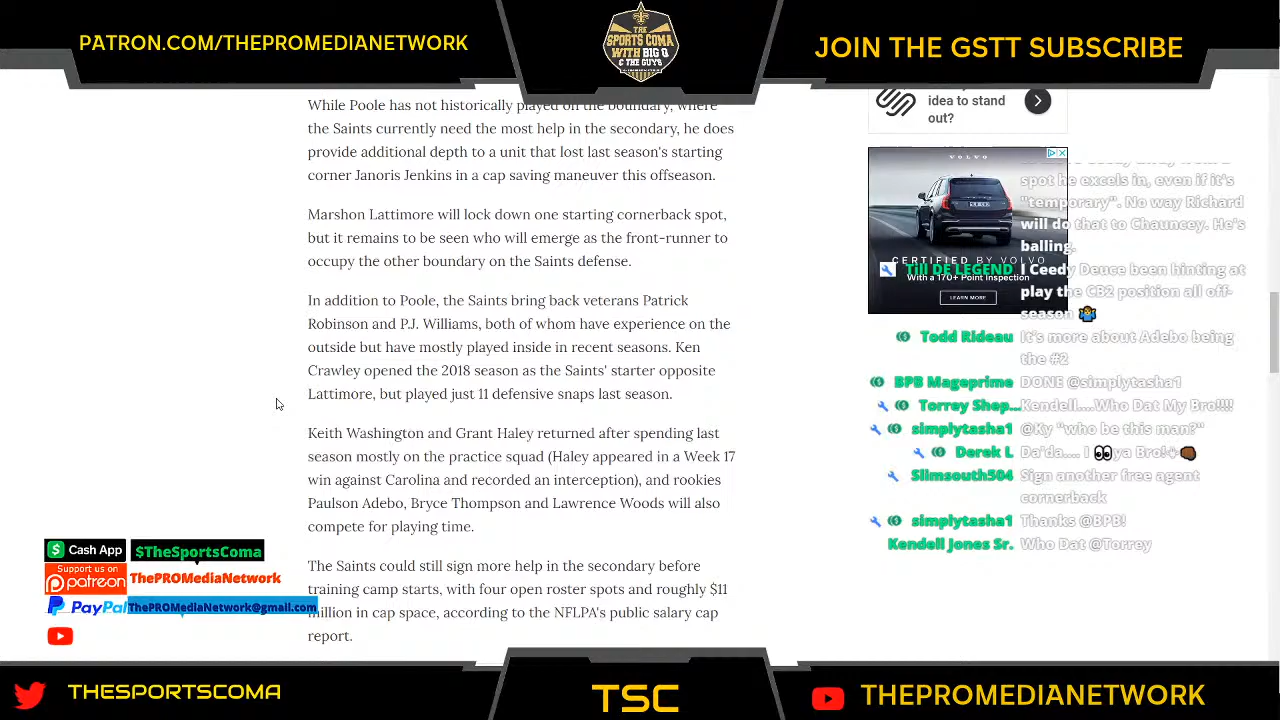 PATRON.COM/THEPROMEDIANETWORK
THE
SPORTS COMA
WITH BIG Q
& THE GUYS
JOIN THE GSTT SUBSCRIBE
While Poole has not historically played on the boundary, where
the Saints currently need the most help in the secondary, he does
provide additional depth to a unit that lost last season's starting
corner Janoris Jenkins in a cap saving maneuver this offseason.
Marshon Lattimore will lock down one starting cornerback spot,
but it remains to be seen who will emerge as the front-runner to
occupy the other boundary on the Saints defense.
In addition to Poole, the Saints bring back veterans Patrick
Robinson and P.J. Williams, both of whom have experience on the
outside but have mostly played inside in recent seasons. Ken
Crawley opened the 2018 season as the Saints' starter opposite
Lattimore, but played just 11 defensive snaps last season.
Keith Washington and Grant Haley returned after spending last
season mostly on the practice squad (Haley appeared in a Week 17
win against Carolina and recorded an interception), and rookies
Paulson Adebo, Bryce Thompson and Lawrence Woods will also
compete for playing time.
The Saints could still sign more help in the secondary before
training camp starts, with four open roster spots and roughly $11
million in cap space, according to the NFLPA's public salary cap
report.
idea to stand
out?
VOLVO
CERTIFIED BY VOLVO
With a 170+ Point Inspection
LEARN MORE
spot he excels in, even if it's
"temporary". No way Richard
will do that to Chauncey. He's
balling.
Till DE LEGEND I Ceedy Deuce been hinting at
play the CB2 position all off-
season
Todd Rideau It's more about Adebo being
the #2
BPB Mageprime DONE @simplytasha1
Torrey Shep... Kendell....Who Dat My Bro!!!!
simplytasha1 @Ky "who be this man?"
Derek L Da'da.... I ya Bro!
Slimsouth504 Sign another free agent
cornerback
simplytasha1 Thanks @BPB!
Kendell Jones Sr. Who Dat @Torrey
Cash App $TheSportsComa
Support us on
patreon ThePROMediaNetwork
PayPal ThePROMediaNetwork@gmail.com
THESPORTSCOMA
TSC
THEPROMEDIANETWORK